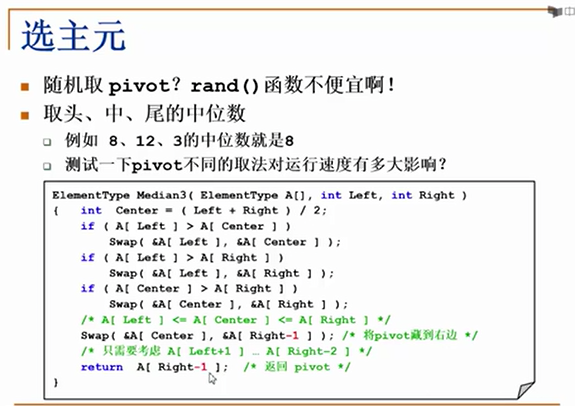 选主元
随机取 pivot？rand()函数不便宜啊！
取头、中、尾的中位数
例如 8、12、3的中位数就是8
测试一下pivot不同的取法对运行速度有多大影响？
ElementType Median3( ElementType A[], int Left, int Right )
{   int  Center = ( Left + Right ) / 2;
    if ( A[ Left ] > A[ Center ] )
        Swap( &A[ Left ], &A[ Center ] );
    if ( A[ Left ] > A[ Right ] )
        Swap( &A[ Left ], &A[ Right ] );
    if ( A[ Center ] > A[ Right ] )
        Swap( &A[ Center ], &A[ Right ] );
    /* A[ Left ] <= A[ Center ] <= A[ Right ] */
    Swap( &A[ Center ], &A[ Right-1 ] ); /* 将pivot藏到右边 */
    /* 只需要考虑 A[ Left+1 ] … A[ Right-2 ] */
    return  A[ Right-1 ];  /* 返回 pivot */
}